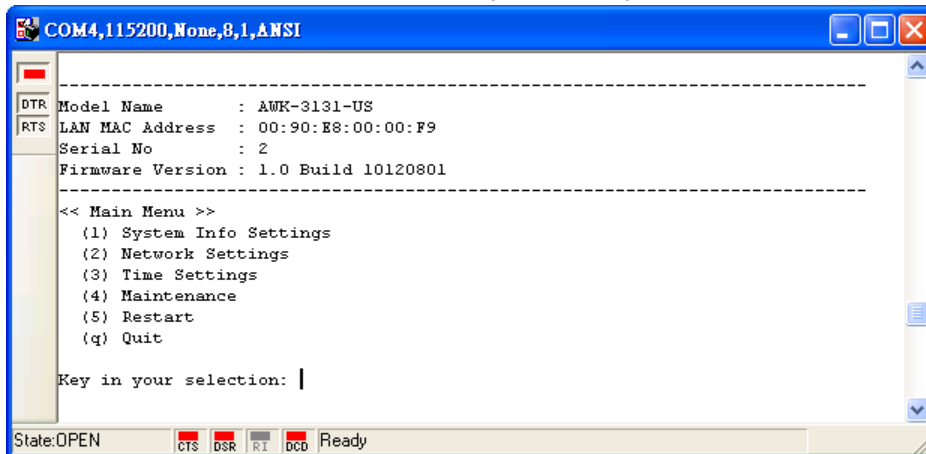 COM4,115200,None,8,1,ANSI
DTR
RTS
--------------------------------------------------------------------------------
Model Name : AWK-3131-US
LAN MAC Address : 00:90:E8:00:00:F9
Serial No : 2
Firmware Version : 1.0 Build 10120801
--------------------------------------------------------------------------------
<< Main Menu >>
(1) System Info Settings
(2) Network Settings
(3) Time Settings
(4) Maintenance
(5) Restart
(q) Quit
Key in your selection:
State:OPEN CTS DSR RI DCD Ready